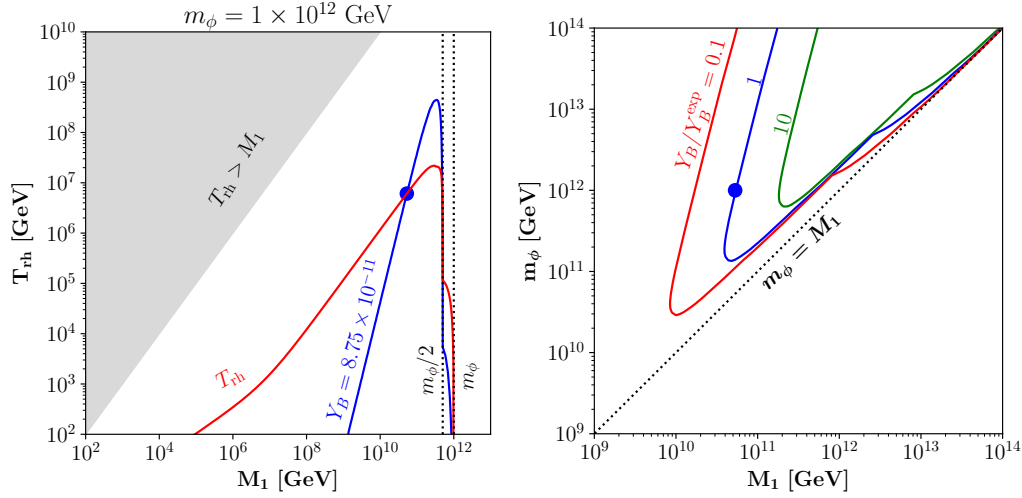 m_ϕ = 1 × 10^12 GeV
10^10
10^9
10^8
10^7
10^6
10^5
10^4
10^3
10^2
T_rh [GeV]
T_rh > M_1
T_rh
Y_B = 8.75 × 10^−11
m_ϕ/2
m_ϕ
10^2
10^4
10^6
10^8
10^10
10^12
M_1 [GeV]
10^14
10^13
10^12
10^11
10^10
10^9
m_ϕ [GeV]
Y_B/Y_B^exp = 0.1
1
10
m_ϕ = M_1
10^9
10^10
10^11
10^12
10^13
10^14
M_1 [GeV]